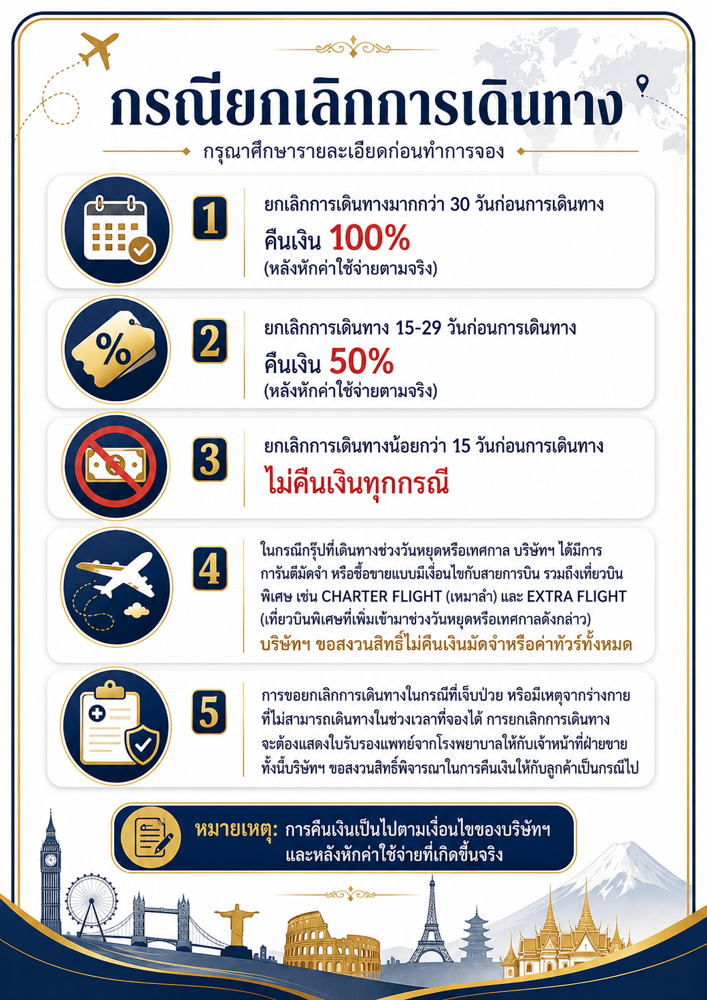 กรณียกเลิกการเดินทาง
กรุณาศึกษารายละเอียดก่อนทำการจอง
1
ยกเลิกการเดินทางมากกว่า 30 วันก่อนการเดินทาง
คืนเงิน 100%
(หลังหักค่าใช้จ่ายตามจริง)
%
2
ยกเลิกการเดินทาง 15-29 วันก่อนการเดินทาง
คืนเงิน 50%
(หลังหักค่าใช้จ่ายตามจริง)
3
ยกเลิกการเดินทางน้อยกว่า 15 วันก่อนการเดินทาง
ไม่คืนเงินทุกกรณี
4
ในกรณีกรุ๊ปที่เดินทางช่วงวันหยุดหรือเทศกาล บริษัทฯ ได้มีการ
การันตีมัดจำ หรือซื้อขายแบบมีเงื่อนไขกับสายการบิน รวมถึงเที่ยวบิน
พิเศษ เช่น CHARTER FLIGHT (เหมาลำ) และ EXTRA FLIGHT
(เที่ยวบินพิเศษที่เพิ่มเข้ามาช่วงวันหยุดหรือเทศกาลดังกล่าว)
บริษัทฯ ขอสงวนสิทธิ์ไม่คืนเงินมัดจำหรือค่าทัวร์ทั้งหมด
5
การขอยกเลิกการเดินทางในกรณีที่เจ็บป่วย หรือมีเหตุจากร่างกาย
ที่ไม่สามารถเดินทางในช่วงเวลาที่จองได้ การยกเลิกการเดินทาง
จะต้องแสดงใบรับรองแพทย์จากโรงพยาบาลให้กับเจ้าหน้าที่ฝ่ายขาย
ทั้งนี้บริษัทฯ ขอสงวนสิทธิ์พิจารณาในการคืนเงินให้กับลูกค้าเป็นกรณีไป
หมายเหตุ: การคืนเงินเป็นไปตามเงื่อนไขของบริษัทฯ
และหลังหักค่าใช้จ่ายที่เกิดขึ้นจริง